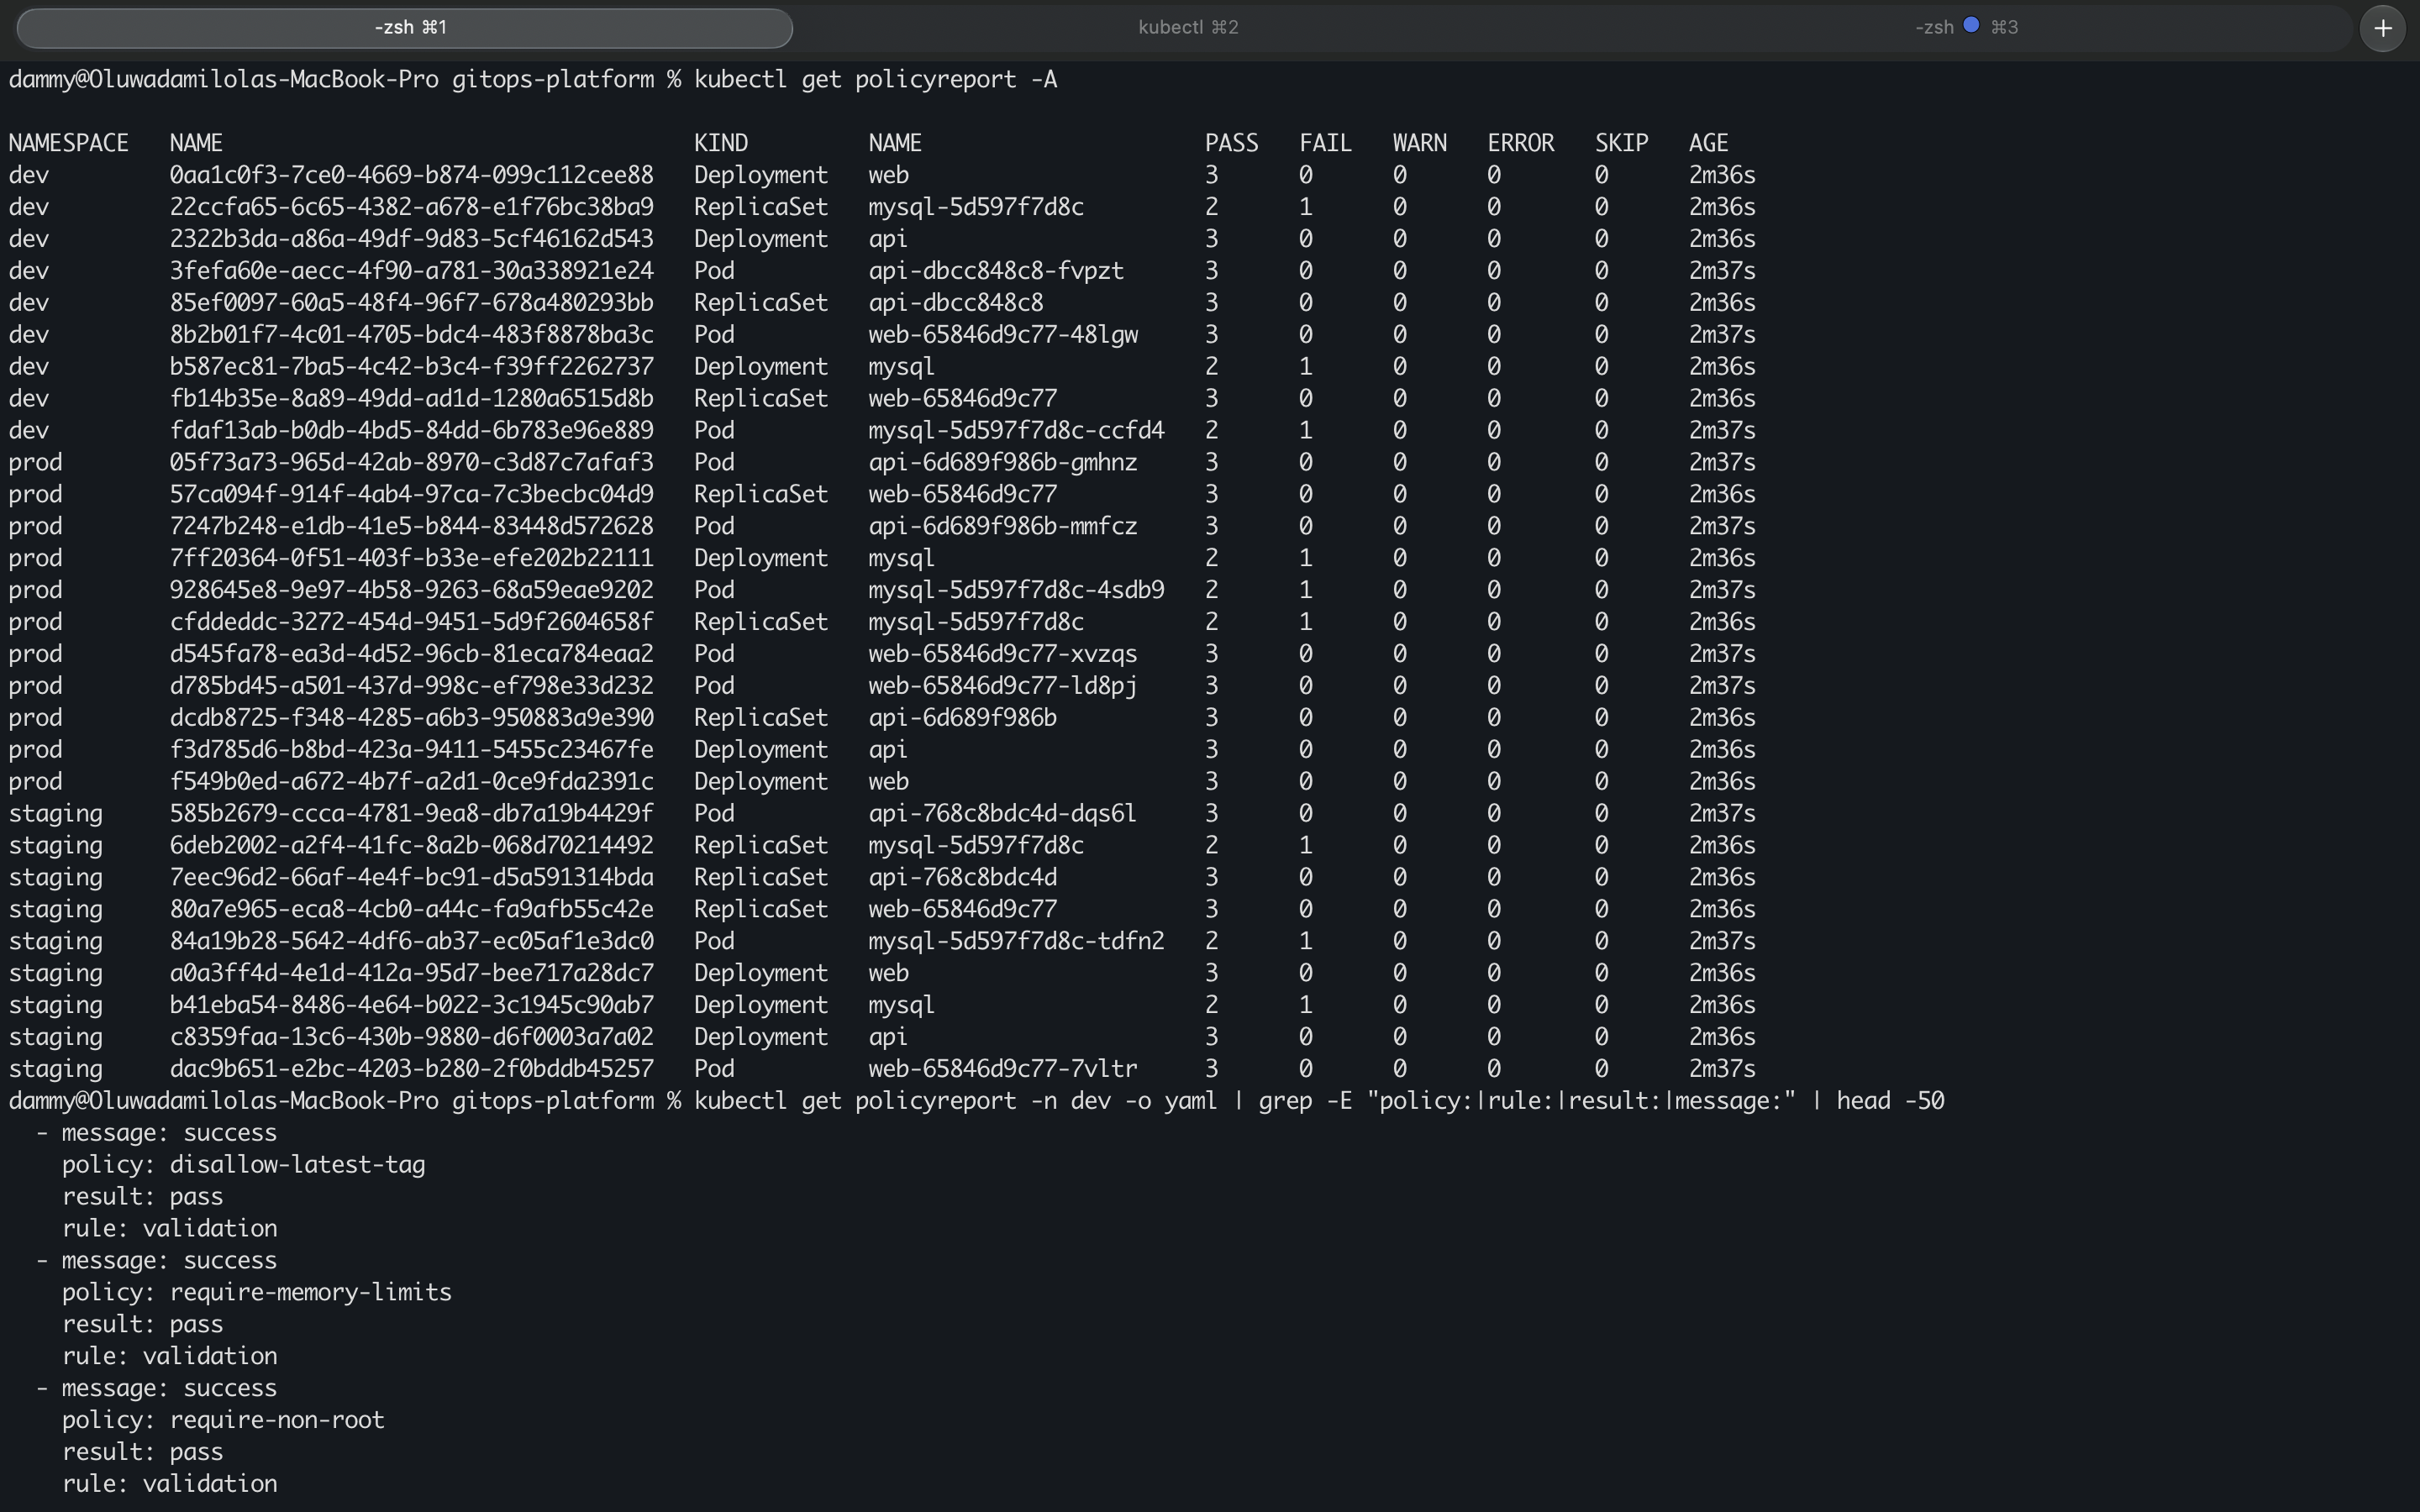 -zsh ⌘1
kubectl ⌘2
-zsh ⌘3
+
dammy@Oluwadamilolas-MacBook-Pro gitops-platform % kubectl get policyreport -A
NAMESPACE NAME KIND NAME PASS FAIL WARN ERROR SKIP AGE
dev 0aa1c0f3-7ce0-4669-b874-099c112cee88 Deployment web 3 0 0 0 0 2m36s
dev 22ccfa65-6c65-4382-a678-e1f76bc38ba9 ReplicaSet mysql-5d597f7d8c 2 1 0 0 0 2m36s
dev 2322b3da-a86a-49df-9d83-5cf46162d543 Deployment api 3 0 0 0 0 2m36s
dev 3fefa60e-aecc-4f90-a781-30a338921e24 Pod api-dbcc848c8-fvpzt 3 0 0 0 0 2m37s
dev 85ef0097-60a5-48f4-96f7-678a480293bb ReplicaSet api-dbcc848c8 3 0 0 0 0 2m36s
dev 8b2b01f7-4c01-4705-bdc4-483f8878ba3c Pod web-65846d9c77-48lgw 3 0 0 0 0 2m37s
dev b587ec81-7ba5-4c42-b3c4-f39ff2262737 Deployment mysql 2 1 0 0 0 2m36s
dev fb14b35e-8a89-49dd-ad1d-1280a6515d8b ReplicaSet web-65846d9c77 3 0 0 0 0 2m36s
dev fdaf13ab-b0db-4bd5-84dd-6b783e96e889 Pod mysql-5d597f7d8c-ccfd4 2 1 0 0 0 2m37s
prod 05f73a73-965d-42ab-8970-c3d87c7afaf3 Pod api-6d689f986b-gmhnz 3 0 0 0 0 2m37s
prod 57ca094f-914f-4ab4-97ca-7c3becbc04d9 ReplicaSet web-65846d9c77 3 0 0 0 0 2m36s
prod 7247b248-e1db-41e5-b844-83448d572628 Pod api-6d689f986b-mmfcz 3 0 0 0 0 2m37s
prod 7ff20364-0f51-403f-b33e-efe202b22111 Deployment mysql 2 1 0 0 0 2m36s
prod 928645e8-9e97-4b58-9263-68a59eae9202 Pod mysql-5d597f7d8c-4sdb9 2 1 0 0 0 2m37s
prod cfddeddc-3272-454d-9451-5d9f2604658f ReplicaSet mysql-5d597f7d8c 2 1 0 0 0 2m36s
prod d545fa78-ea3d-4d52-96cb-81eca784eaa2 Pod web-65846d9c77-xvzqs 3 0 0 0 0 2m37s
prod d785bd45-a501-437d-998c-ef798e33d232 Pod web-65846d9c77-ld8pj 3 0 0 0 0 2m37s
prod dcdb8725-f348-4285-a6b3-950883a9e390 ReplicaSet api-6d689f986b 3 0 0 0 0 2m36s
prod f3d785d6-b8bd-423a-9411-5455c23467fe Deployment api 3 0 0 0 0 2m36s
prod f549b0ed-a672-4b7f-a2d1-0ce9fda2391c Deployment web 3 0 0 0 0 2m36s
staging 585b2679-ccca-4781-9ea8-db7a19b4429f Pod api-768c8bdc4d-dqs6l 3 0 0 0 0 2m37s
staging 6deb2002-a2f4-41fc-8a2b-068d70214492 ReplicaSet mysql-5d597f7d8c 2 1 0 0 0 2m36s
staging 7eec96d2-66af-4e4f-bc91-d5a591314bda ReplicaSet api-768c8bdc4d 3 0 0 0 0 2m36s
staging 80a7e965-eca8-4cb0-a44c-fa9afb55c42e ReplicaSet web-65846d9c77 3 0 0 0 0 2m36s
staging 84a19b28-5642-4df6-ab37-ec05af1e3dc0 Pod mysql-5d597f7d8c-tdfn2 2 1 0 0 0 2m37s
staging a0a3ff4d-4e1d-412a-95d7-bee717a28dc7 Deployment web 3 0 0 0 0 2m36s
staging b41eba54-8486-4e64-b022-3c1945c90ab7 Deployment mysql 2 1 0 0 0 2m36s
staging c8359faa-13c6-430b-9880-d6f0003a7a02 Deployment api 3 0 0 0 0 2m36s
staging dac9b651-e2bc-4203-b280-2f0bddb45257 Pod web-65846d9c77-7vltr 3 0 0 0 0 2m37s
dammy@Oluwadamilolas-MacBook-Pro gitops-platform % kubectl get policyreport -n dev -o yaml | grep -E "policy:|rule:|result:|message:" | head -50
- message: success
policy: disallow-latest-tag
result: pass
rule: validation
- message: success
policy: require-memory-limits
result: pass
rule: validation
- message: success
policy: require-non-root
result: pass
rule: validation